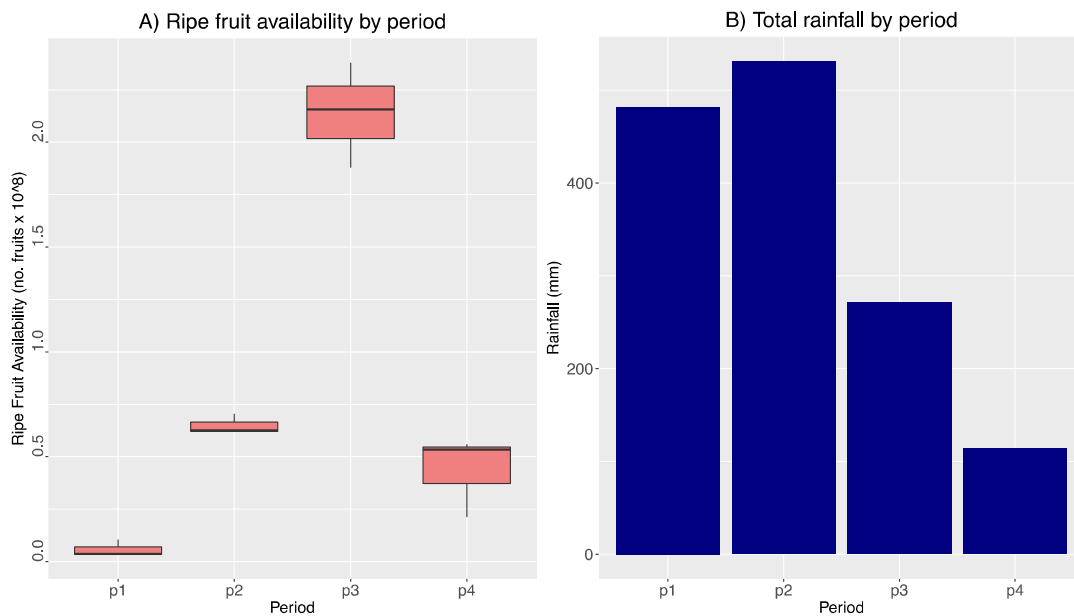 A) Ripe fruit availability by period
Ripe Fruit Availability (no. fruits x 10^8)
2.0
1.5
1.0
0.5
0.0
p1 p2 p3 p4
Period
B) Total rainfall by period
Rainfall (mm)
400
200
0
p1 p2 p3 p4
Period